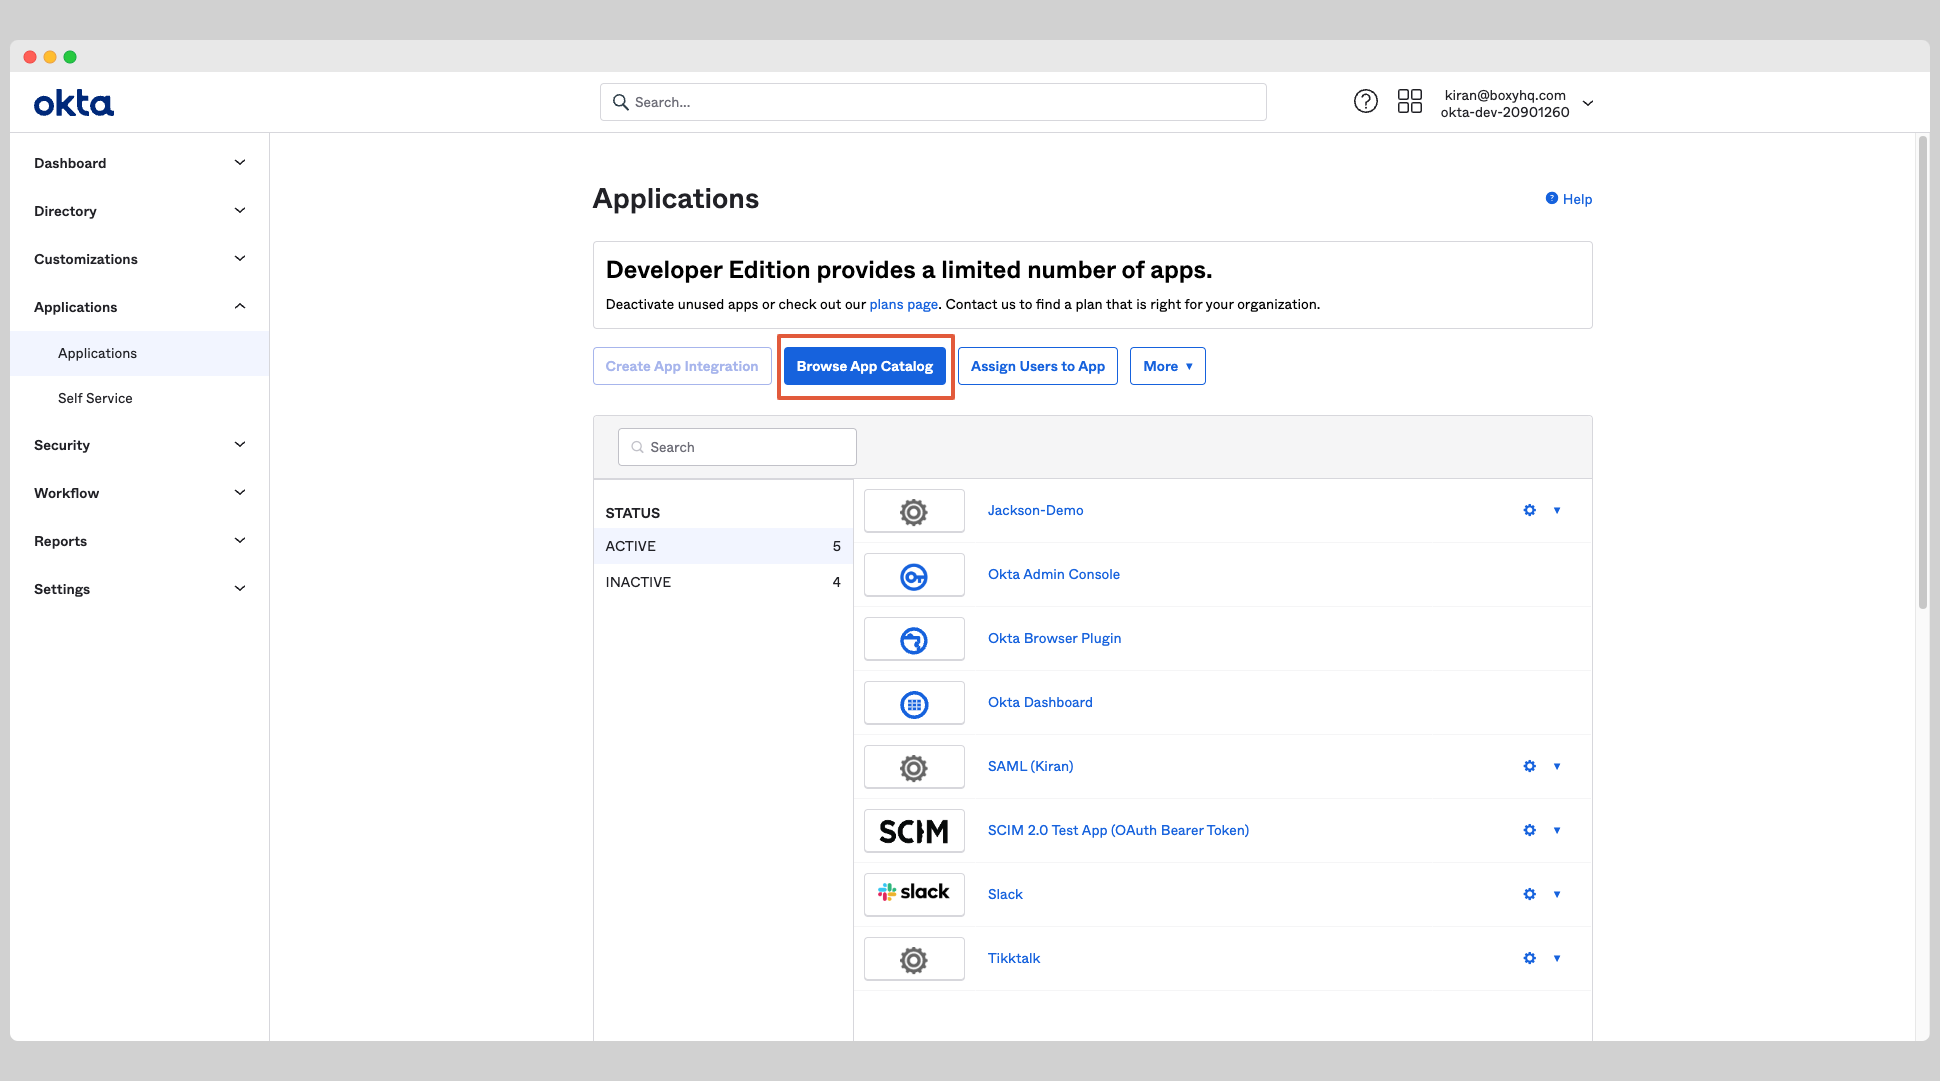 okta
Search...
kiran@boxyhq.com
okta-dev-20901260
Dashboard
Directory
Customizations
Applications
Applications
Self Service
Security
Workflow
Reports
Settings
Applications
Help
Developer Edition provides a limited number of apps.
Deactivate unused apps or check out our plans page. Contact us to find a plan that is right for your organization.
Create App Integration
Browse App Catalog
Assign Users to App
More
Search
STATUS
ACTIVE 5
INACTIVE 4
Jackson-Demo
Okta Admin Console
Okta Browser Plugin
Okta Dashboard
SAML (Kiran)
SCIM
SCIM 2.0 Test App (OAuth Bearer Token)
slack
Slack
Tikktalk